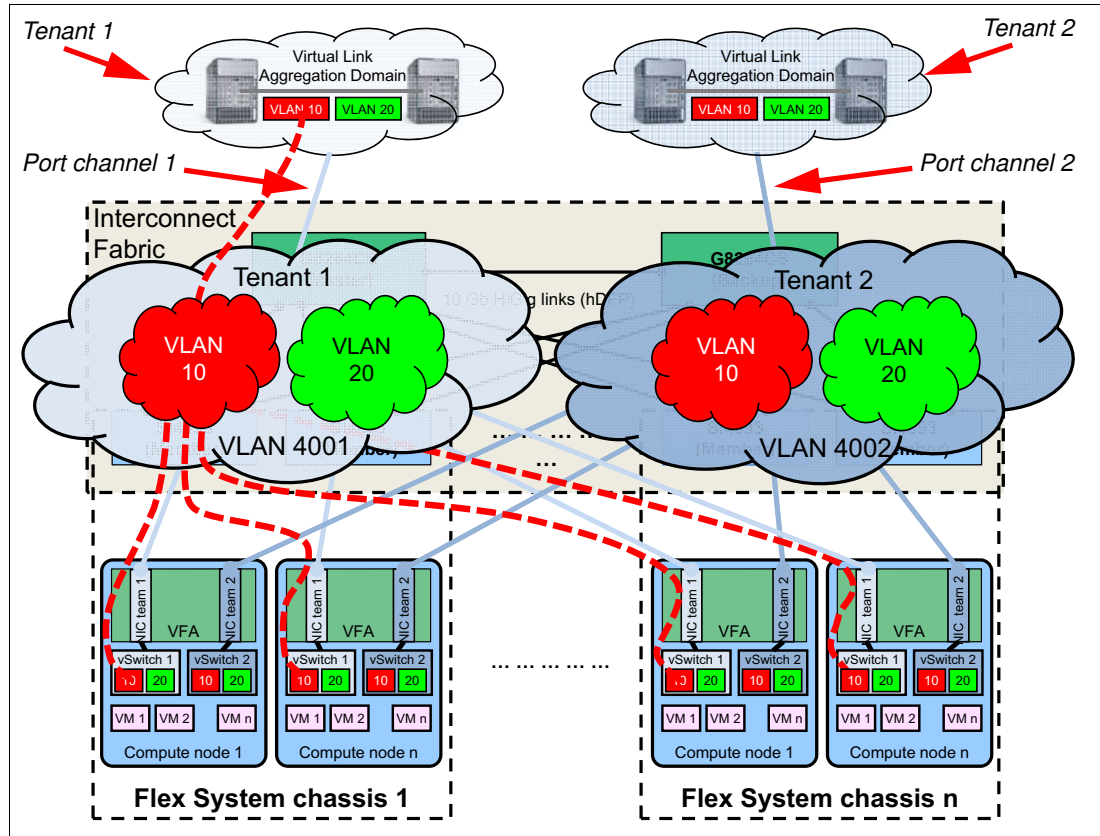 Tenant 1
Tenant 2
Virtual Link
Aggregation Domain
VLAN 10
VLAN 20
Virtual Link
Aggregation Domain
VLAN 10
VLAN 20
Port channel 1
Port channel 2
Interconnect
Fabric
Tenant 1
Tenant 2
10 Gb HiGig links
VLAN
10
VLAN
20
VLAN
10
VLAN
20
VLAN 4001
... ... ... ...
...
VLAN 4002
NIC team 1
NIC team 2
VFA
vSwitch 1
vSwitch 2
10
20
10
20
VM 1
VM 2
VM n
Compute node 1
NIC team 1
NIC team 2
VFA
vSwitch 1
vSwitch 2
10
20
10
20
VM 1
VM 2
VM n
Compute node n
... ... ... ... ...
NIC team 1
NIC team 2
VFA
vSwitch 1
vSwitch 2
10
20
10
20
VM 1
VM 2
VM n
Compute node 1
NIC team 1
NIC team 2
VFA
vSwitch 1
vSwitch 2
10
20
10
20
VM 1
VM 2
VM n
Compute node n
Flex System chassis 1
Flex System chassis n